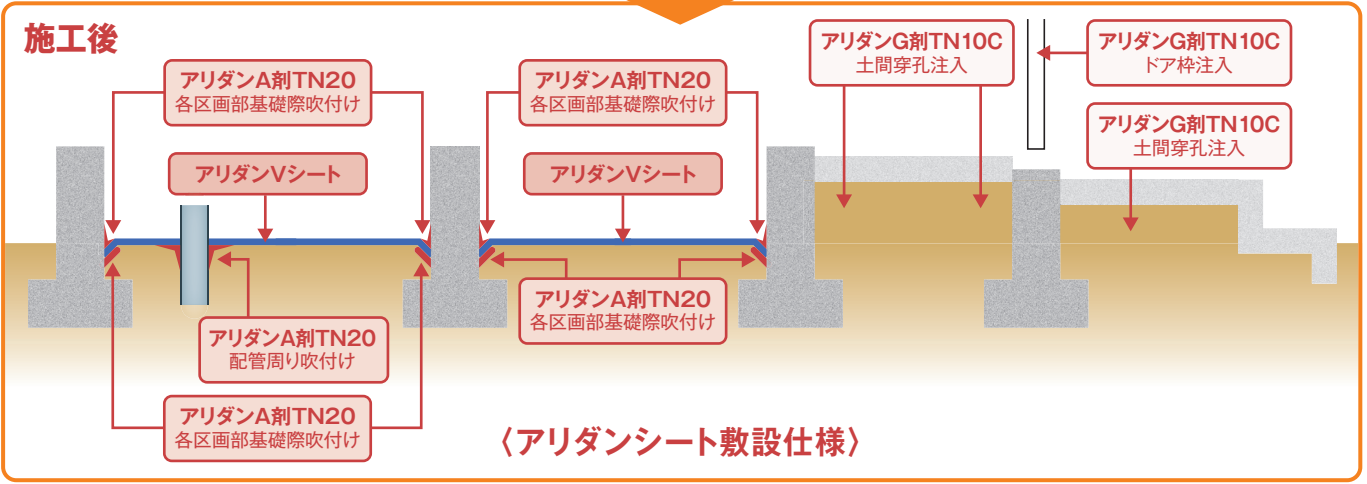 施工後
アリダンA剤TN20
各区画部基礎際吹付け
アリダンA剤TN20
各区画部基礎際吹付け
アリダンG剤TN10C
土間穿孔注入
アリダンG剤TN10C
ドア枠注入
アリダンG剤TN10C
土間穿孔注入
アリダンVシート
アリダンVシート
アリダンA剤TN20
各区画部基礎際吹付け
アリダンA剤TN20
配管周り吹付け
アリダンA剤TN20
各区画部基礎際吹付け
〈アリダンシート敷設仕様〉